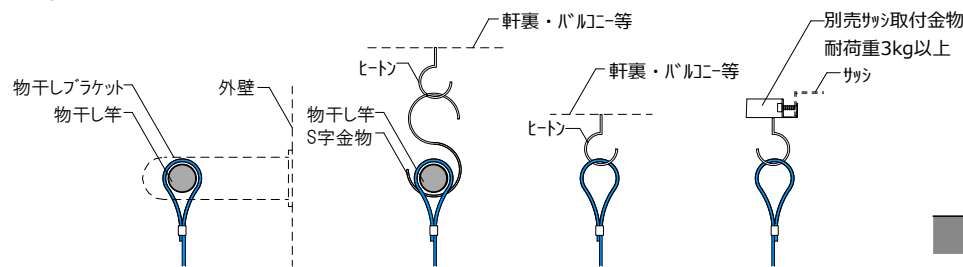 物干しﾌﾞﾗｹｯﾄ
物干し竿
外壁
軒裏・ﾊﾞﾙｺﾆｰ等
ﾋｰﾄﾝ
物干し竿
S字金物
軒裏・ﾊﾞﾙｺﾆｰ等
ﾋｰﾄﾝ
別売ｻｯｼ取付金物
耐荷重3kg以上
ｻｯｼ